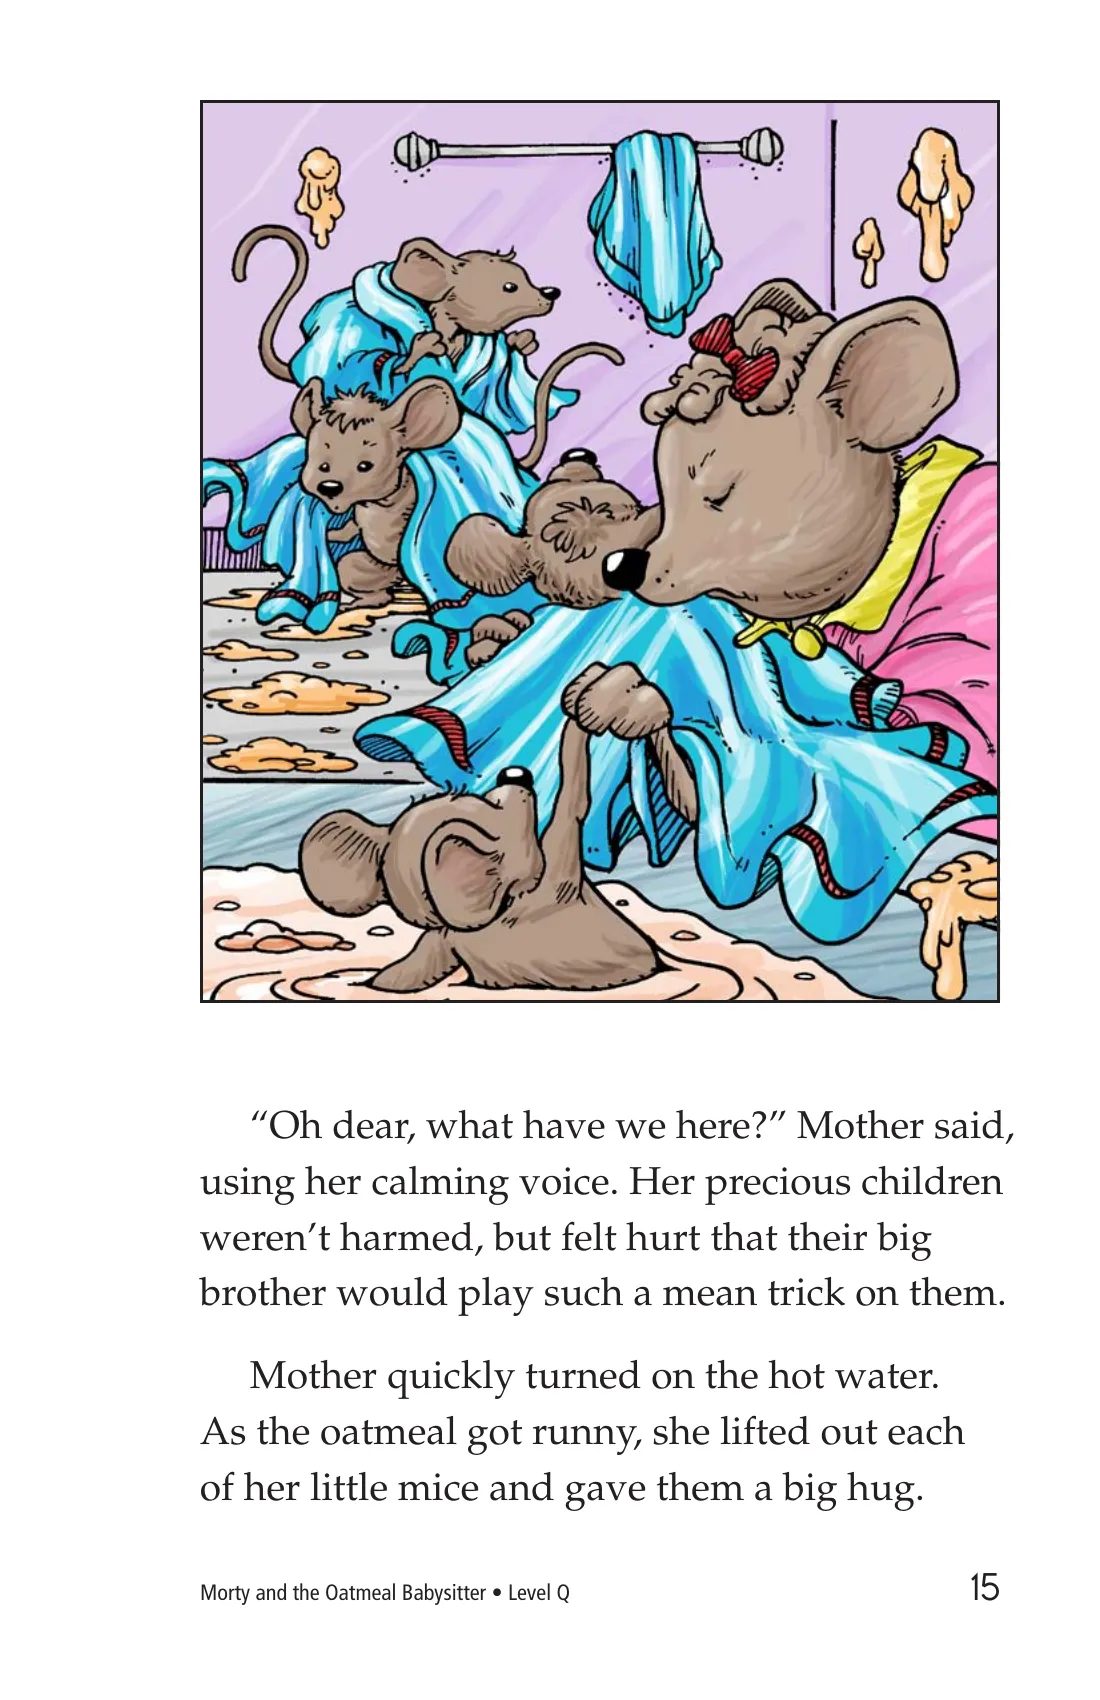 “Oh dear, what have we here?” Mother said,
using her calming voice. Her precious children
weren’t harmed, but felt hurt that their big
brother would play such a mean trick on them.
Mother quickly turned on the hot water.
As the oatmeal got runny, she lifted out each
of her little mice and gave them a big hug.
Morty and the Oatmeal Babysitter • Level Q 15